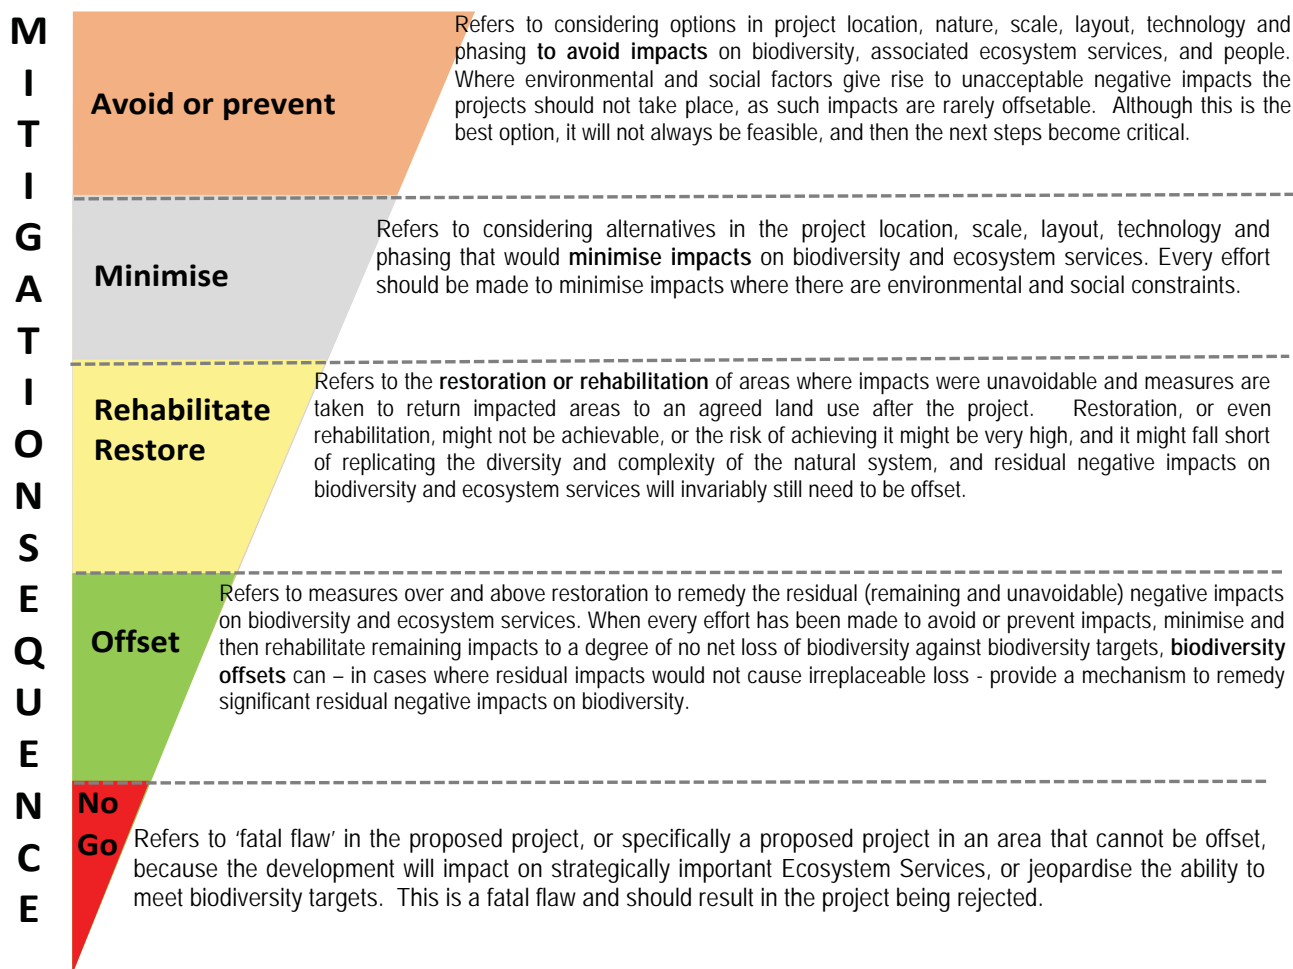 MITIGATION SEQUENCE
Avoid or prevent
Refers to considering options in project location, nature, scale, layout, technology and
phasing to avoid impacts on biodiversity, associated ecosystem services, and people.
Where environmental and social factors give rise to unacceptable negative impacts the
projects should not take place, as such impacts are rarely offsetable. Although this is the
best option, it will not always be feasible, and then the next steps become critical.
Minimise
Refers to considering alternatives in the project location, scale, layout, technology and
phasing that would minimise impacts on biodiversity and ecosystem services. Every effort
should be made to minimise impacts where there are environmental and social constraints.
Rehabilitate
Restore
Refers to the restoration or rehabilitation of areas where impacts were unavoidable and measures are
taken to return impacted areas to an agreed land use after the project. Restoration, or even
rehabilitation, might not be achievable, or the risk of achieving it might be very high, and it might fall short
of replicating the diversity and complexity of the natural system, and residual negative impacts on
biodiversity and ecosystem services will invariably still need to be offset.
Offset
Refers to measures over and above restoration to remedy the residual (remaining and unavoidable) negative impacts
on biodiversity and ecosystem services. When every effort has been made to avoid or prevent impacts, minimise and
then rehabilitate remaining impacts to a degree of no net loss of biodiversity against biodiversity targets, biodiversity
offsets can – in cases where residual impacts would not cause irreplaceable loss - provide a mechanism to remedy
significant residual negative impacts on biodiversity.
No
Go
Refers to ‘fatal flaw’ in the proposed project, or specifically a proposed project in an area that cannot be offset,
because the development will impact on strategically important Ecosystem Services, or jeopardise the ability to
meet biodiversity targets. This is a fatal flaw and should result in the project being rejected.